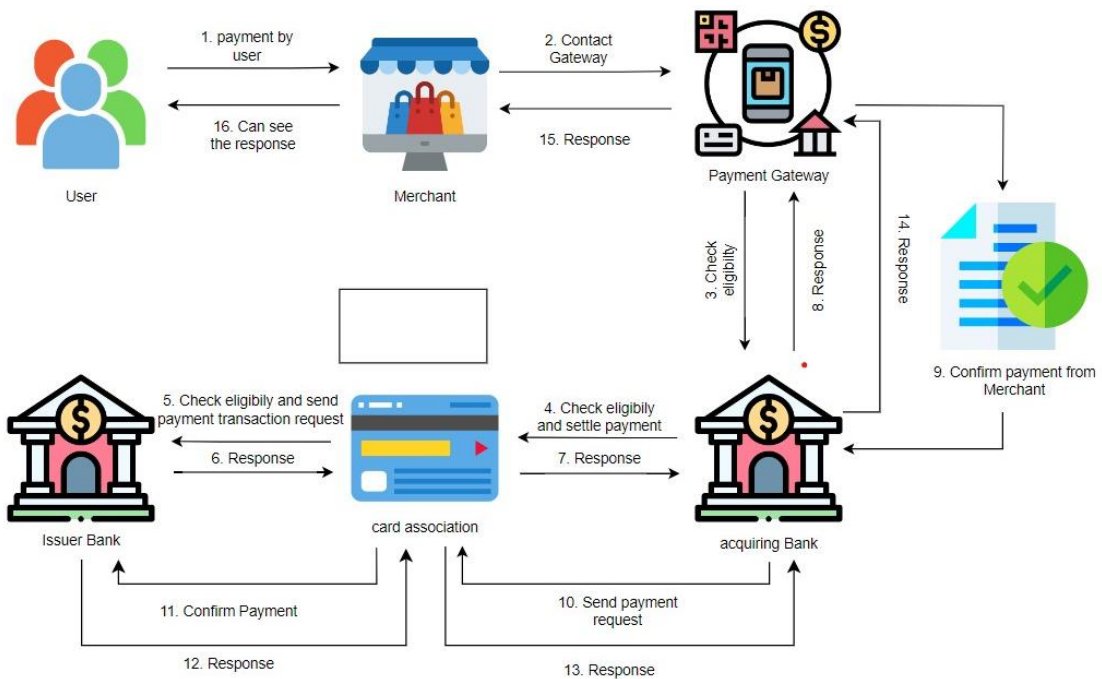 1. payment by
user
2. Contact
Gateway
16. Can see
the response
15. Response
User
Merchant
Payment Gateway
3. Check
eligibilty
8. Response
14. Response
9. Confirm payment from
Merchant
5. Check eligibily and send
payment transaction request
4. Check eligibily
and settle payment
6. Response
7. Response
Issuer Bank
card association
acquiring Bank
11. Confirm Payment
10. Send payment
request
12. Response
13. Response